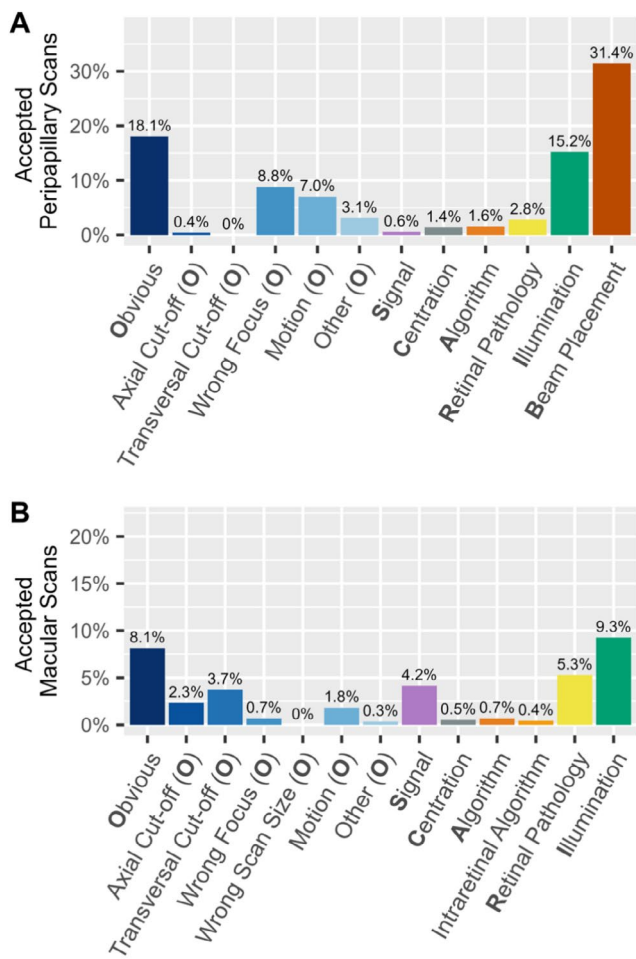 A
Accepted
Peripapillary Scans
30%
20%
10%
0%
18.1%
0.4%
0%
8.8%
7.0%
3.1%
0.6%
1.4%
1.6%
2.8%
15.2%
31.4%
Obvious
Axial Cut-off (O)
Transversal Cut-off (O)
Wrong Focus (O)
Motion (O)
Other (O)
Signal
Centration
Algorithm
Retinal Pathology
Illumination
Beam Placement
B
Accepted
Macular Scans
20%
15%
10%
5%
0%
8.1%
2.3%
3.7%
0.7%
0%
1.8%
0.3%
4.2%
0.5%
0.7%
0.4%
5.3%
9.3%
Obvious
Axial Cut-off (O)
Transversal Cut-off (O)
Wrong Focus (O)
Wrong Scan Size (O)
Motion (O)
Other (O)
Signal
Centration
Algorithm
Intraretinal Algorithm
Retinal Pathology
Illumination